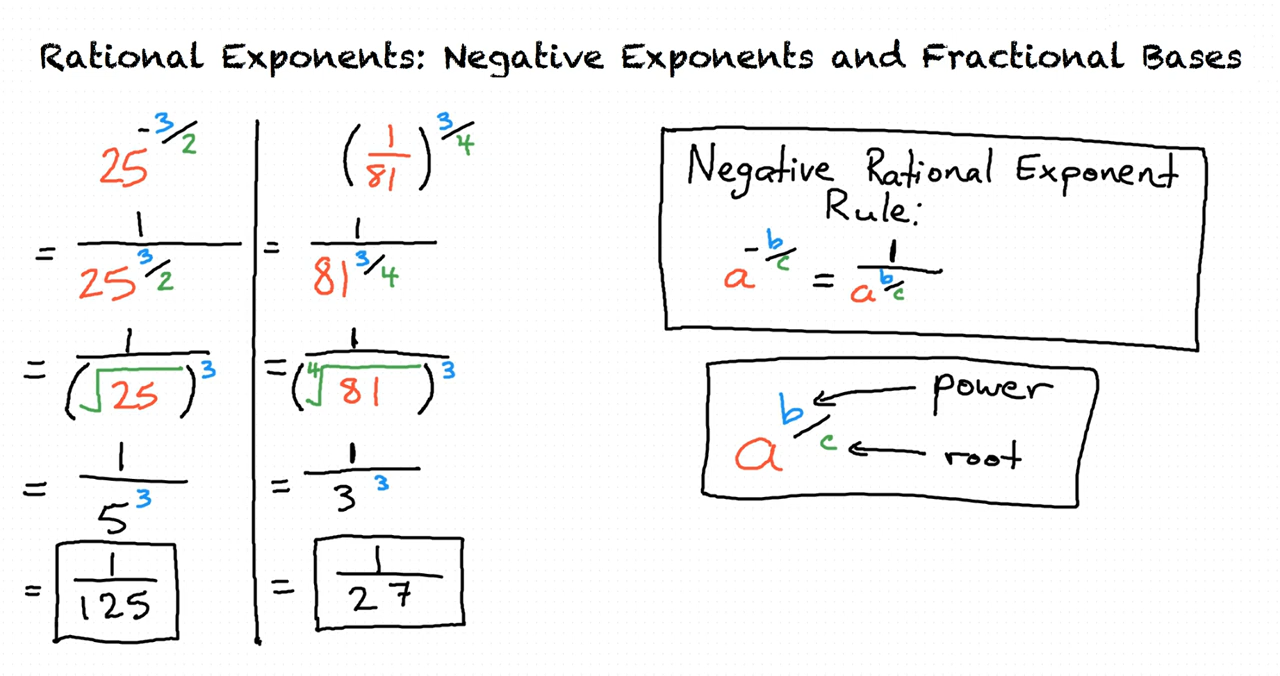 Rational Exponents: Negative Exponents and Fractional Bases
25^(-3/2)
= 1/25^(3/2)
= 1/(√25)^3
= 1/5^3
= 1/125
(1/81)^(3/4)
= 1/81^(3/4)
= 1/(∜81)^3
= 1/3^3
= 1/27
Negative Rational Exponent
Rule:
a^(-b/c) = 1/a^(b/c)
a^(b/c) ← power
← root